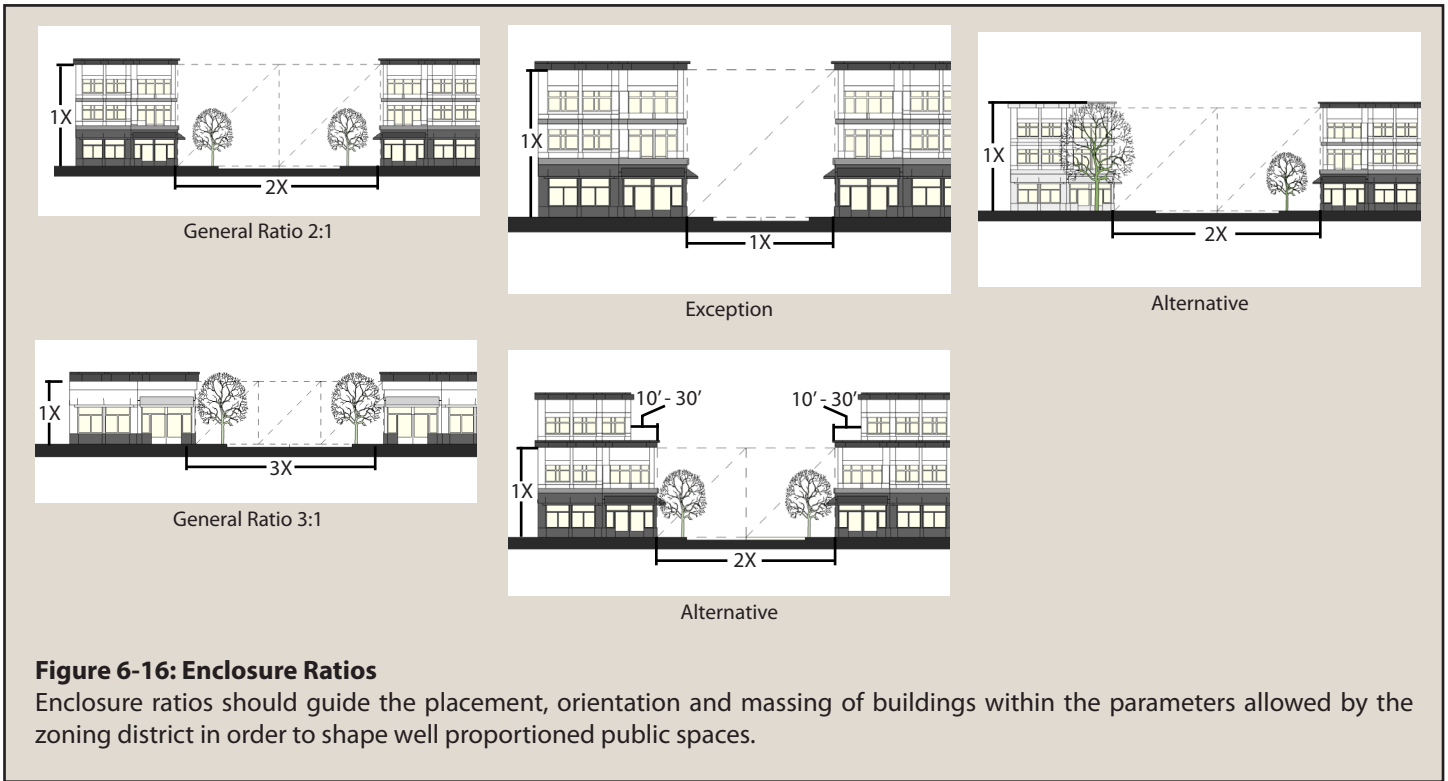 1X
2X
General Ratio 2:1
1X
1X
Exception
1X
2X
Alternative
1X
3X
General Ratio 3:1
10' - 30'
10' - 30'
1X
2X
Alternative
Figure 6-16: Enclosure Ratios
Enclosure ratios should guide the placement, orientation and massing of buildings within the parameters allowed by the
zoning district in order to shape well proportioned public spaces.